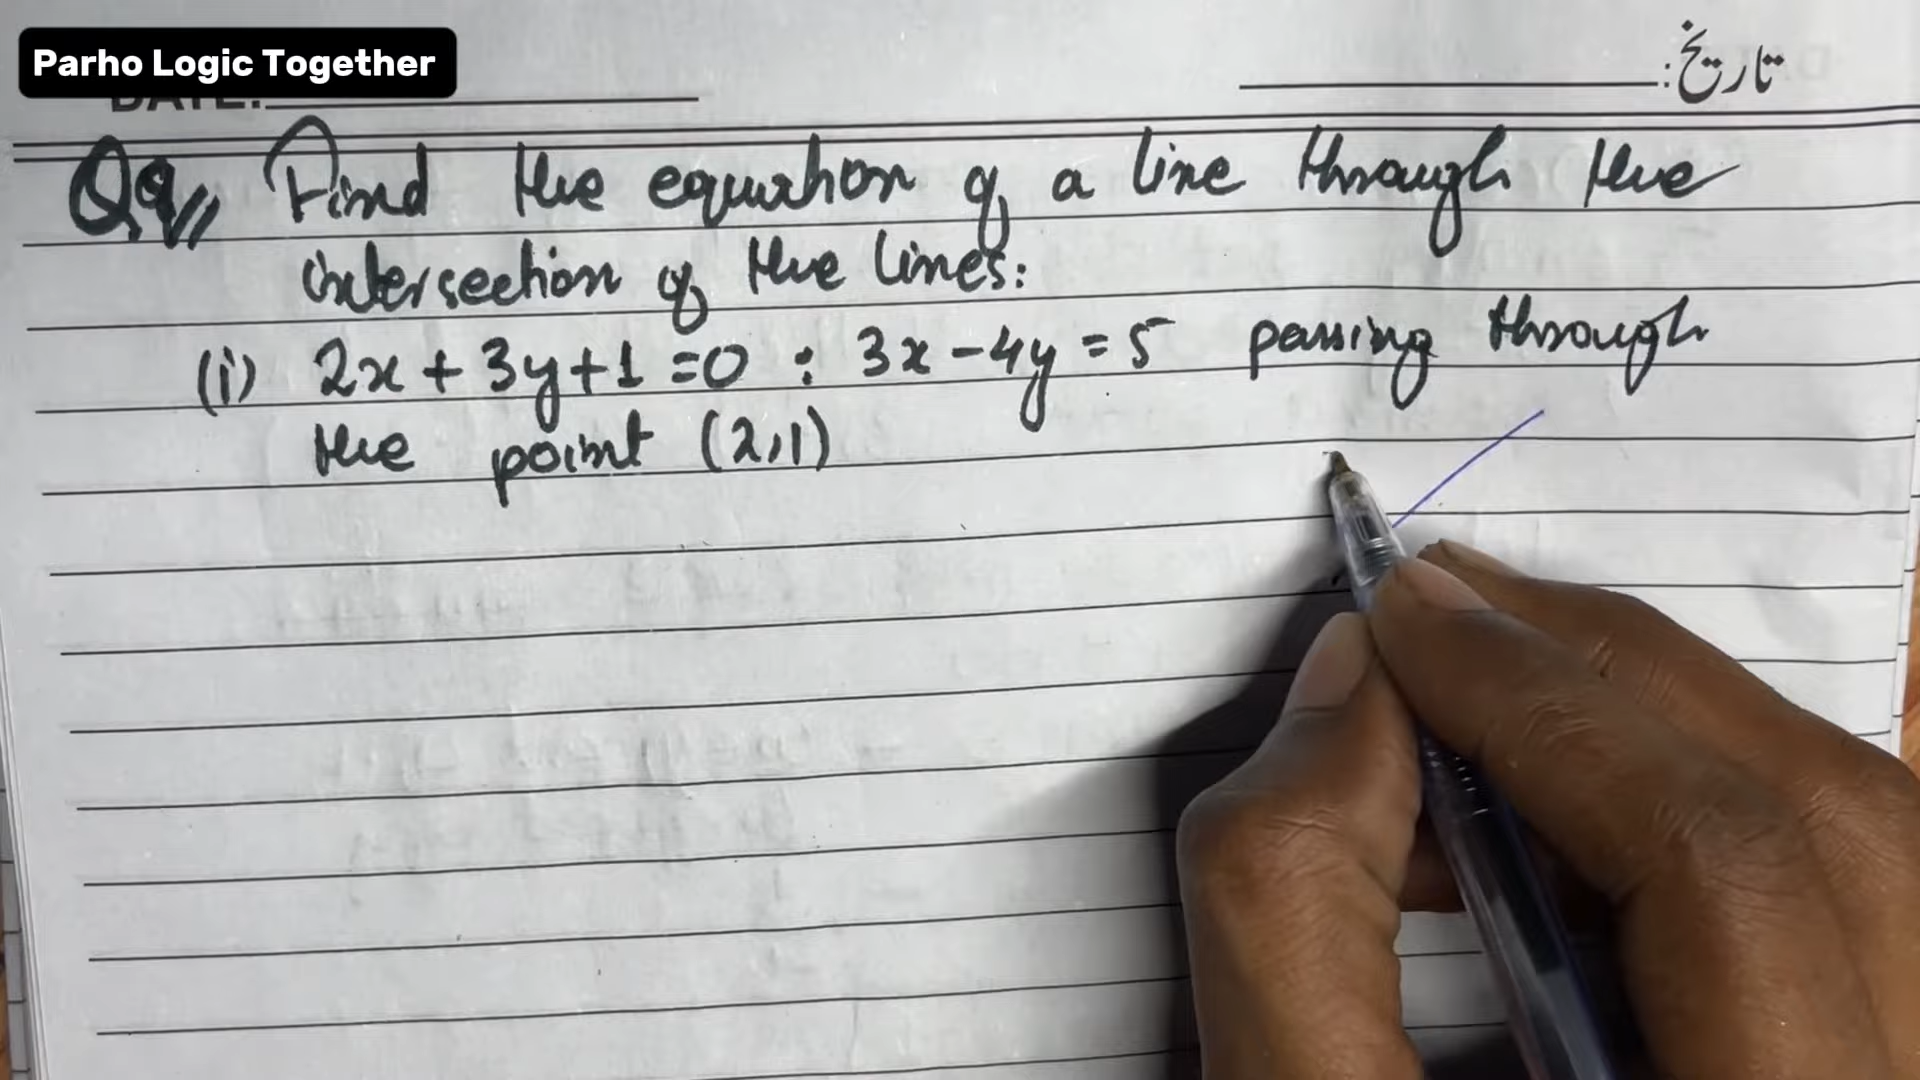 Parho Logic Together
DATE:
تاریخ:
Q9 Find the equation of a line through the
intersection of the lines:
(i) 2x + 3y + 1 = 0 : 3x - 4y = 5 passing through
the point (2,1)